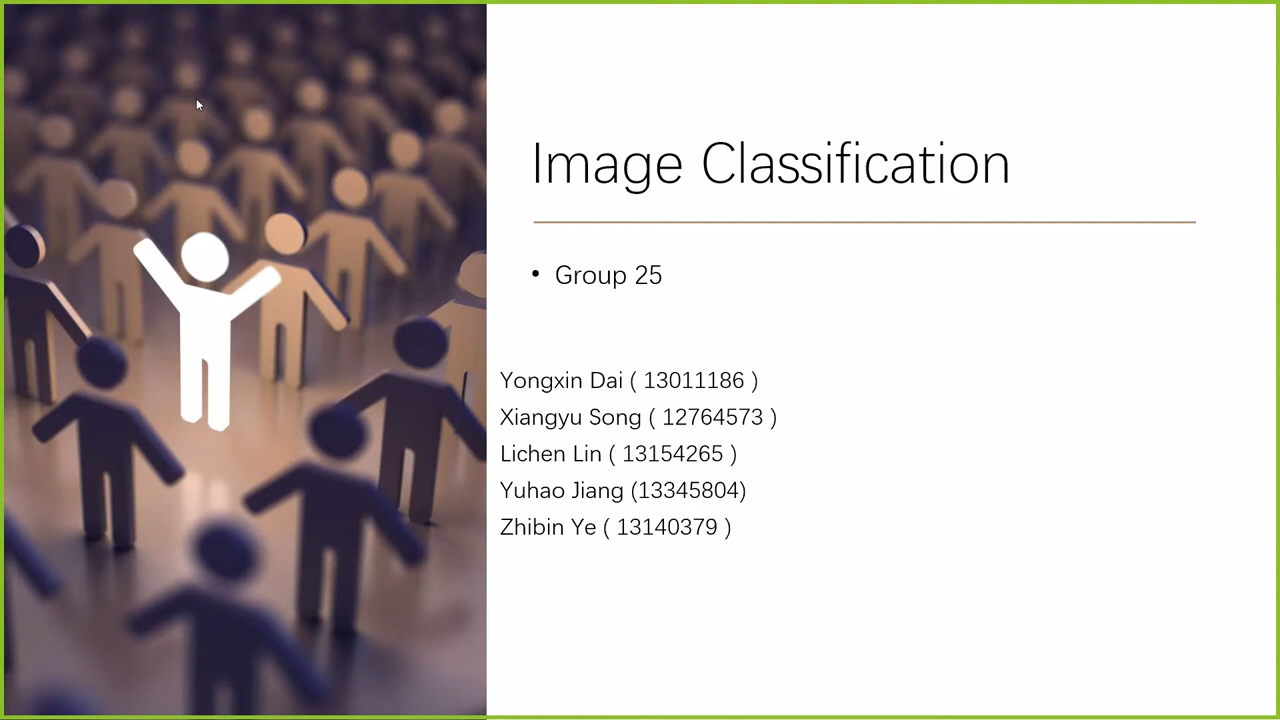 Image Classification
• Group 25
Yongxin Dai ( 13011186 )
Xiangyu Song ( 12764573 )
Lichen Lin ( 13154265 )
Yuhao Jiang (13345804)
Zhibin Ye ( 13140379 )